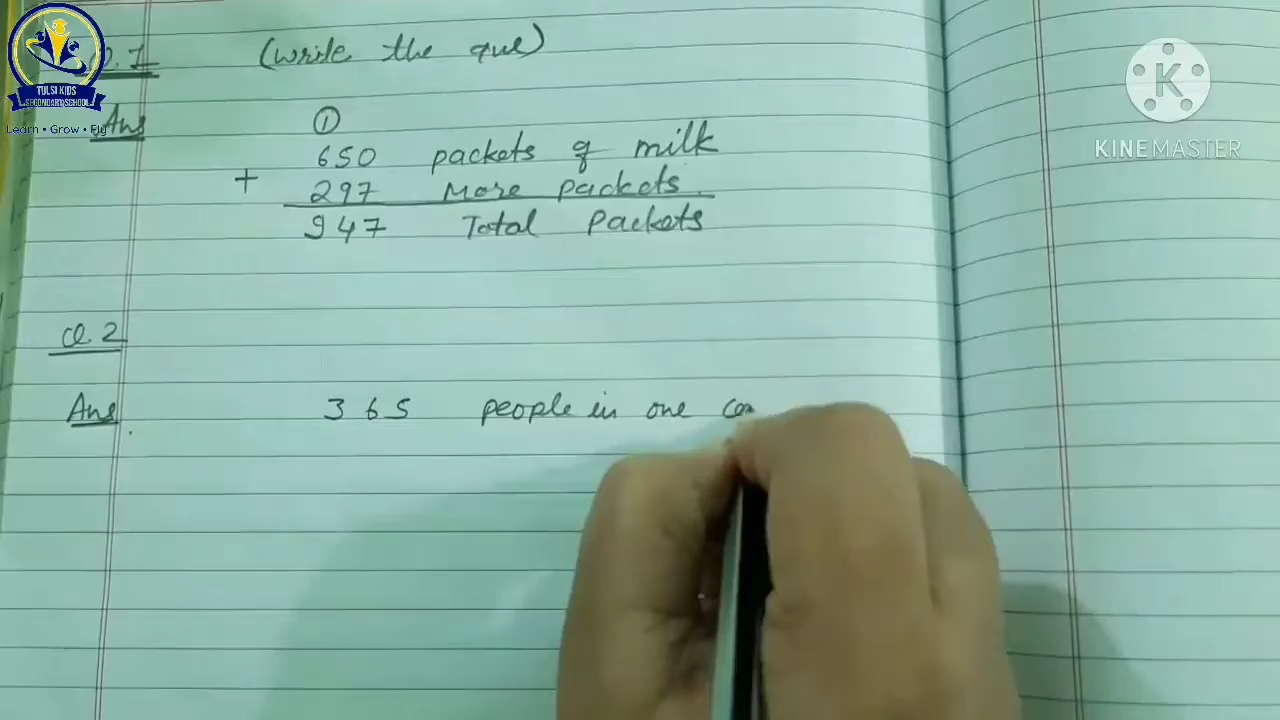 Q.1 (write the que)
TULSI KIDS
SECONDARY SCHOOL
Learn • Grow • Fly
K
KINEMASTER
Ans
1
650 packets of milk
+ 297 More packets.
947 Total Packets
Q.2
Ans. 365 people in one